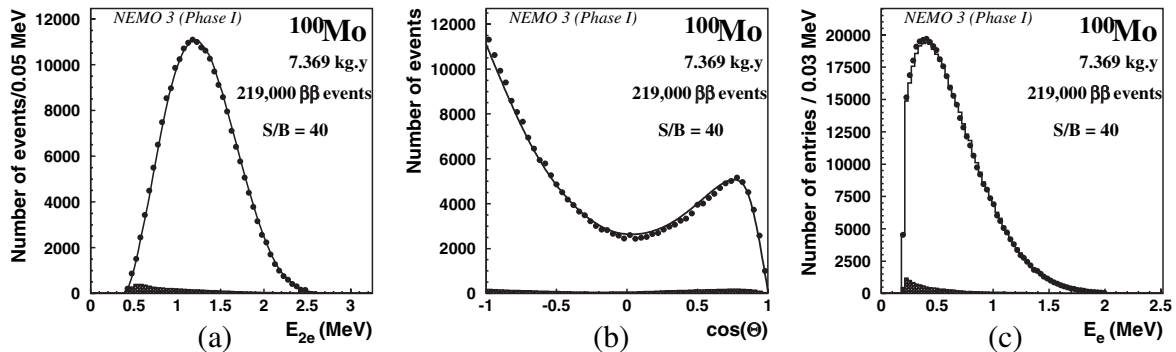 NEMO 3 (Phase I)
¹⁰⁰Mo
7.369 kg.y
219,000 ββ events
S/B = 40
Number of events/0.05 MeV
12000
10000
8000
6000
4000
2000
0
0 0.5 1 1.5 2 2.5 3
E₂ₑ (MeV)
(a)
NEMO 3 (Phase I)
¹⁰⁰Mo
7.369 kg.y
219,000 ββ events
S/B = 40
Number of events
12000
10000
8000
6000
4000
2000
0
-1 -0.5 0 0.5 1
cos(Θ)
(b)
NEMO 3 (Phase I)
¹⁰⁰Mo
7.369 kg.y
219,000 ββ events
S/B = 40
Number of entries / 0.03 MeV
20000
17500
15000
12500
10000
7500
5000
2500
0
0 0.5 1 1.5 2 2.5
Eₑ (MeV)
(c)